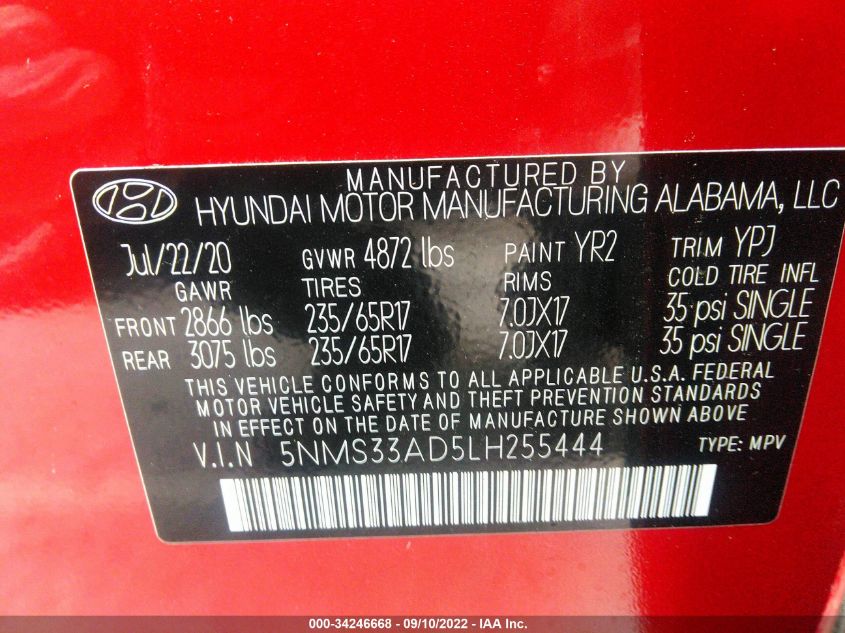 MANUFACTURED BY
HYUNDAI MOTOR MANUFACTURING ALABAMA, LLC
Jul/22/20 GVWR 4872 lbs PAINT YR2 TRIM YPJ
GAWR TIRES RIMS COLD TIRE INFL
FRONT 2866 lbs 235/65R17 7.0JX17 35 psi SINGLE
REAR 3075 lbs 235/65R17 7.0JX17 35 psi SINGLE
THIS VEHICLE CONFORMS TO ALL APPLICABLE U.S.A. FEDERAL
MOTOR VEHICLE SAFETY AND THEFT PREVENTION STANDARDS
IN EFFECT ON THE DATE OF MANUFACTURE SHOWN ABOVE.
V.I.N 5NMS33AD5LH255444 TYPE: MPV
000-34246668 - 09/10/2022 - IAA Inc.